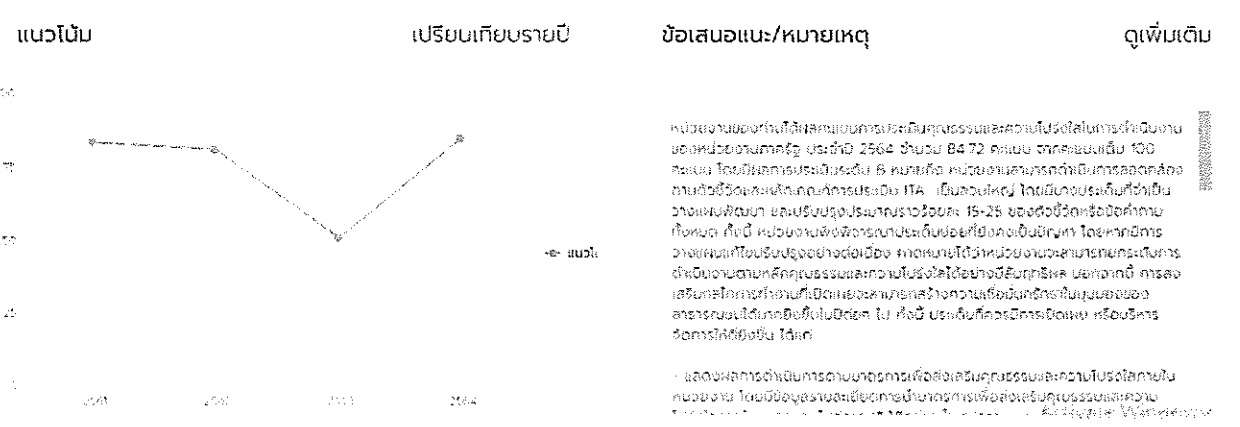 แนวโน้ม
เปรียบเทียบรายปี
75
50
25
2561
2562
2563
2564
แนวโ
ข้อเสนอแนะ/หมายเหตุ
ดูเพิ่มเติม
หน่วยงานของท่านได้ผลคะแนนการประเมินคุณธรรมและความโปร่งใสในการดำเนินงาน
ของหน่วยงานภาครัฐ ประจำปี 2564 จำนวน 84.72 คะแนน จากคะแนนเต็ม 100
คะแนน โดยมีผลการประเมินระดับ B หมายถึง หน่วยงานสามารถดำเนินการสอดคล้อง
ตามตัวชี้วัดและหลักเกณฑ์การประเมิน ITA เป็นส่วนใหญ่ โดยมีบางประเด็นที่จำเป็น
วางแผนพัฒนา และปรับปรุงประมาณราวร้อยละ 15-25 ของตัวชี้วัดหรือข้อคำถาม
ทั้งหมด ทั้งนี้ หน่วยงานพึงพิจารณาประเด็นย่อยที่ยังคงเป็นปัญหา โดยหากมีการ
วางแผนแก้ไขปรับปรุงอย่างต่อเนื่อง คาดหมายได้ว่าหน่วยงานจะสามารถยกระดับการ
ดำเนินงานตามหลักคุณธรรมและความโปร่งใสได้อย่างมีสัมฤทธิผล นอกจากนี้ การส่ง
เสริมกลไกการทำงานที่เปิดเผยจะสามารถสร้างความเชื่อมั่นศรัทธาในมุมมองของ
สาธารณชนได้มากยิ่งขึ้นในปีต่อๆ ไป ทั้งนี้ ประเด็นที่ควรมีการเปิดเผย หรือบริหาร
จัดการให้ดียิ่งขึ้น ได้แก่
- แสดงผลการดำเนินการตามมาตรการเพื่อส่งเสริมคุณธรรมและความโปร่งใสภายใน
หน่วยงาน โดยมีข้อมูลรายละเอียดการนำมาตรการเพื่อส่งเสริมคุณธรรมและความ
Activate Windows